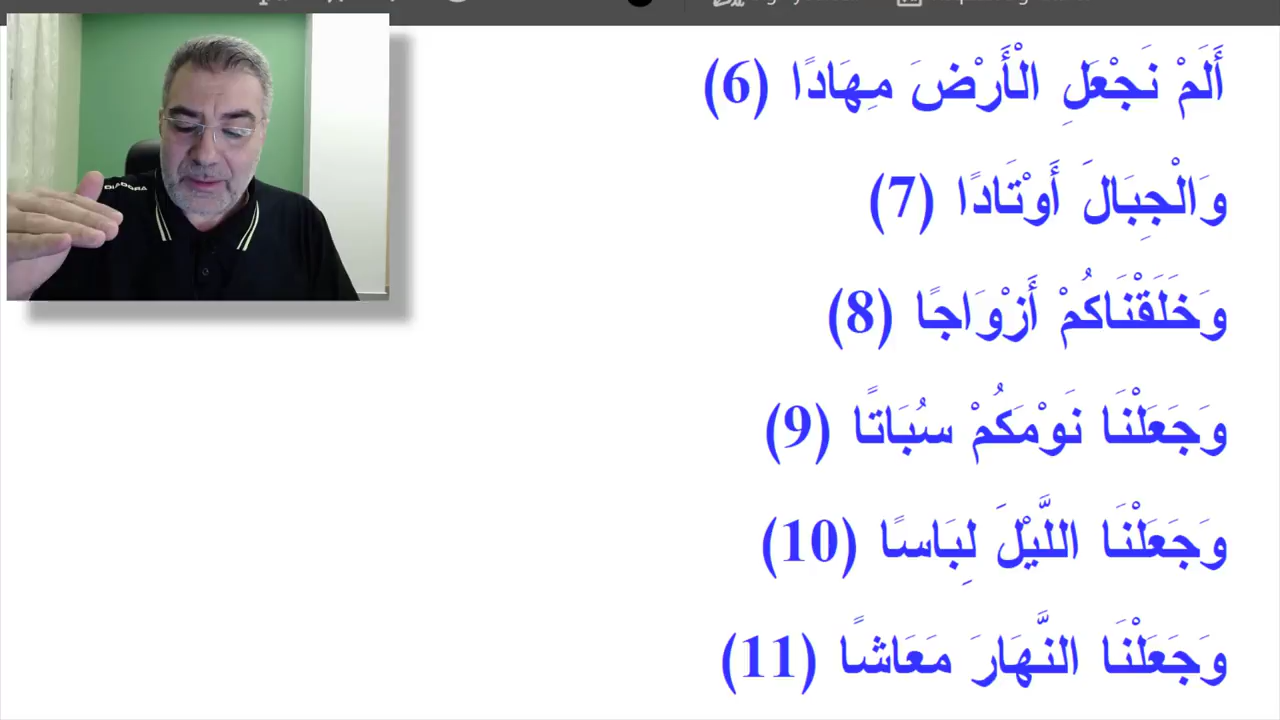 أَلَمْ نَجْعَلِ الْأَرْضَ مِهَادًا (6)
وَالْجِبَالَ أَوْتَادًا (7)
وَخَلَقْنَاكُمْ أَزْوَاجًا (8)
وَجَعَلْنَا نَوْمَكُمْ سُبَاتًا (9)
وَجَعَلْنَا اللَّيْلَ لِبَاسًا (10)
وَجَعَلْنَا النَّهَارَ مَعَاشًا (11)
DIADORA